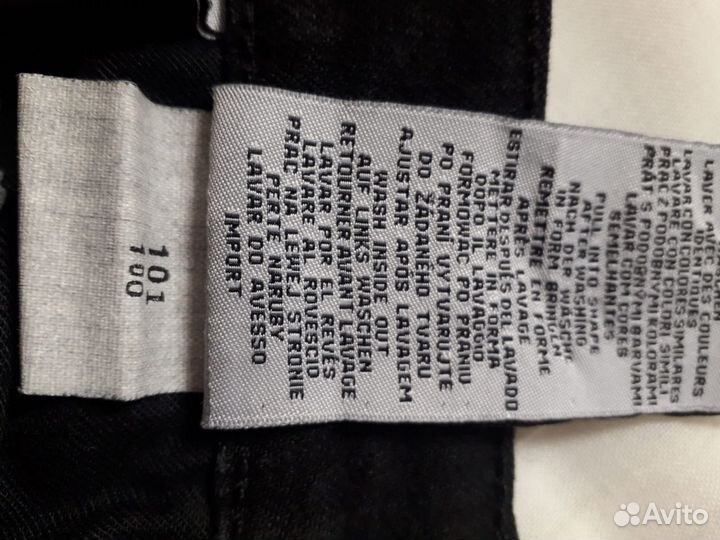 LAVER AVEC DES COULEURS
IDENTIQUES
LAVAR CON COLORES SIMILARES
LAVARE CON COLORI SIMILI
PRAC Z PODOBNYMI KOLORAMI
PRÁT S PODOBNÝMI BARVAMI
LAVAR COM CORES
SEMELHANTES
PULL INTO SHAPE
AFTER WASHING
NACH DER WÄSCHE
IN FORM BRINGEN
REMETTRE EN FORME
APRÈS LAVAGE
ESTIRAR DESPUÉS DEL LAVADO
METTERE IN FORMA
DOPO IL LAVAGGIO
FORMOWAĆ PO PRANIU
PO PRANÍ VYTVARUJTE
DO ŽÁDANÉHO TVARU
AJUSTAR APÓS LAVAGEM
WASH INSIDE OUT
AUF LINKS WASCHEN
RETOURNER AVANT LAVAGE
LAVAR POR EL REVÉS
LAVARE AL ROVESCIO
PRAĆ NA LEWEJ STRONIE
PERTE NARUBY
LAVAR DO AVESSO
IMPORT
101
100
Avito